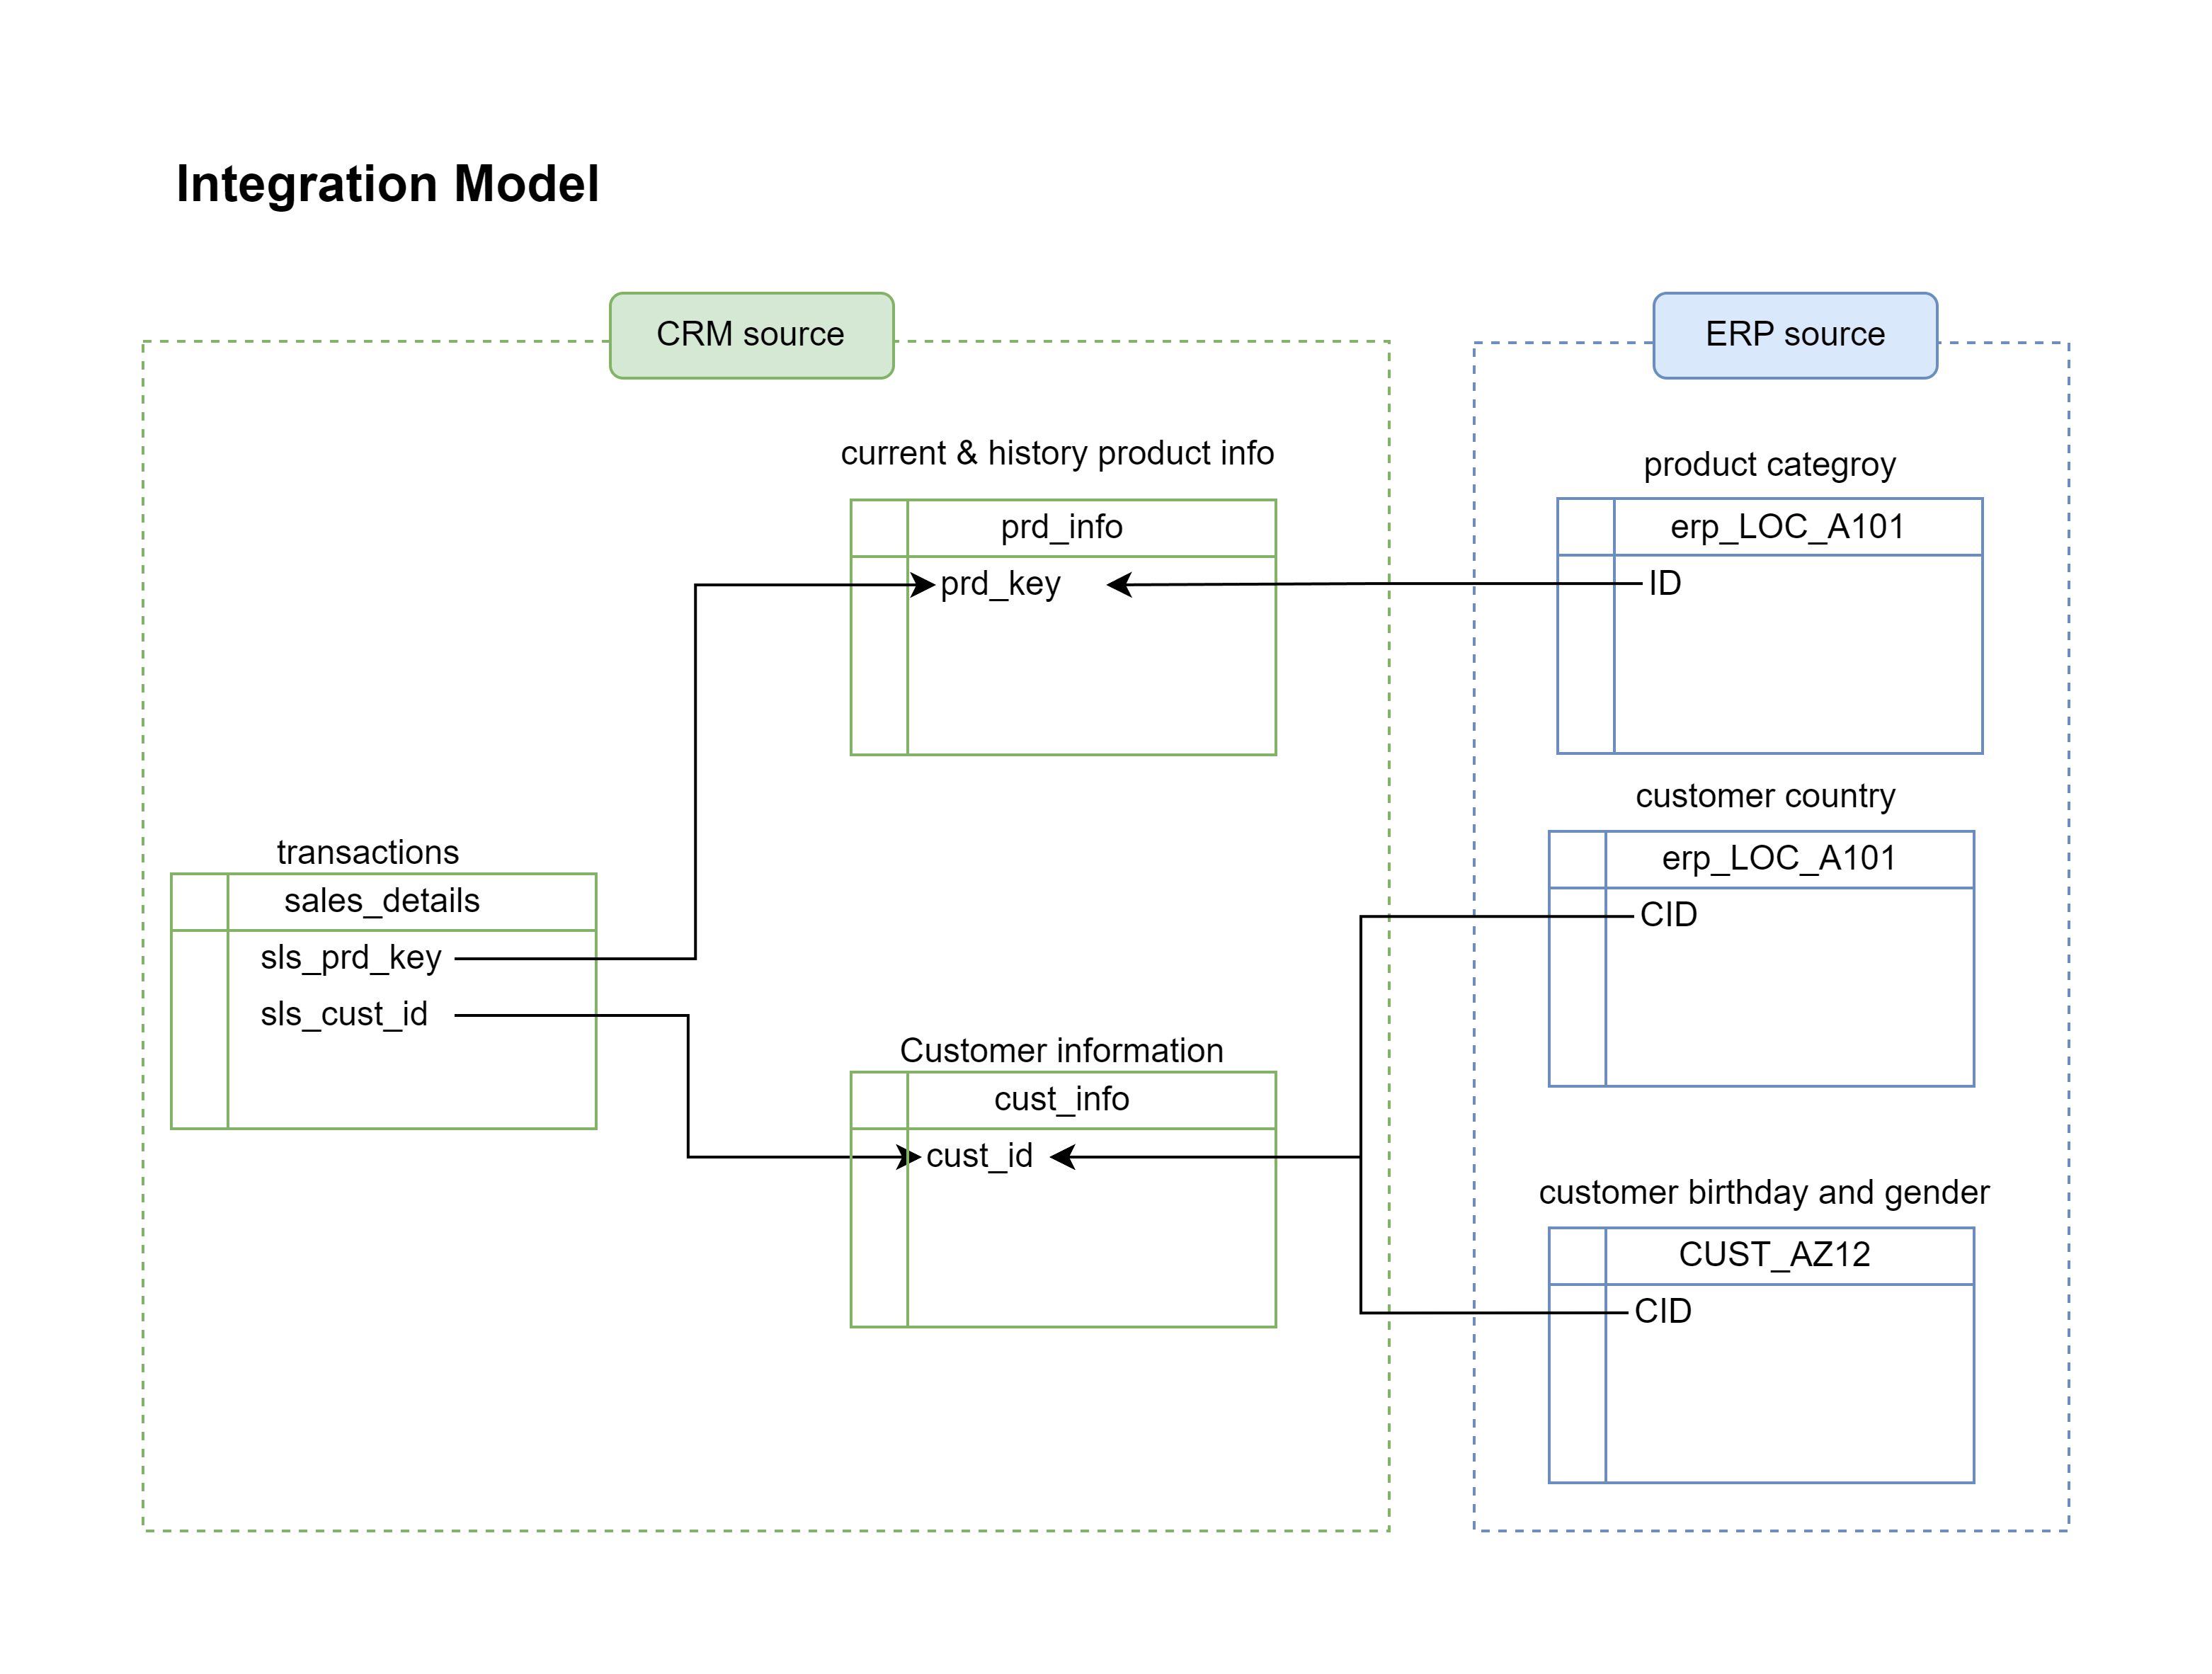 Integration Model
CRM source
ERP source
current & history product info
product categroy
prd_info
erp_LOC_A101
prd_key
ID
customer country
transactions
erp_LOC_A101
sales_details
CID
sls_prd_key
sls_cust_id
Customer information
cust_info
cust_id
customer birthday and gender
CUST_AZ12
CID